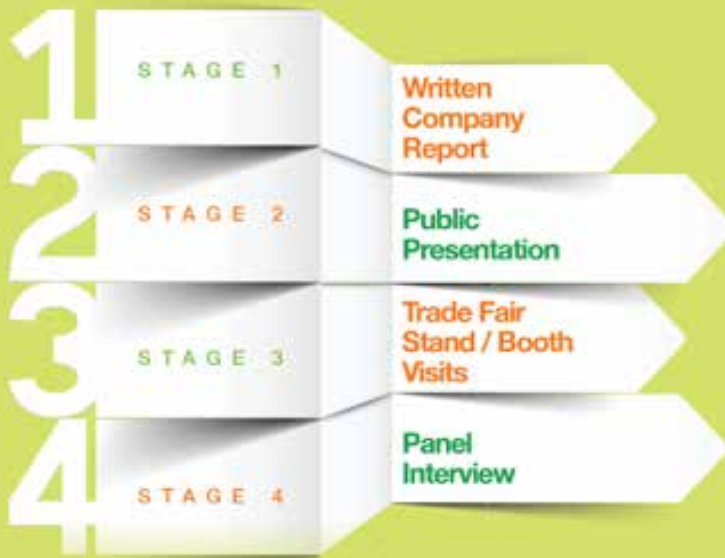 1
STAGE 1
Written
Company
Report
2
STAGE 2
Public
Presentation
3
STAGE 3
Trade Fair
Stand / Booth
Visits
4
STAGE 4
Panel
Interview